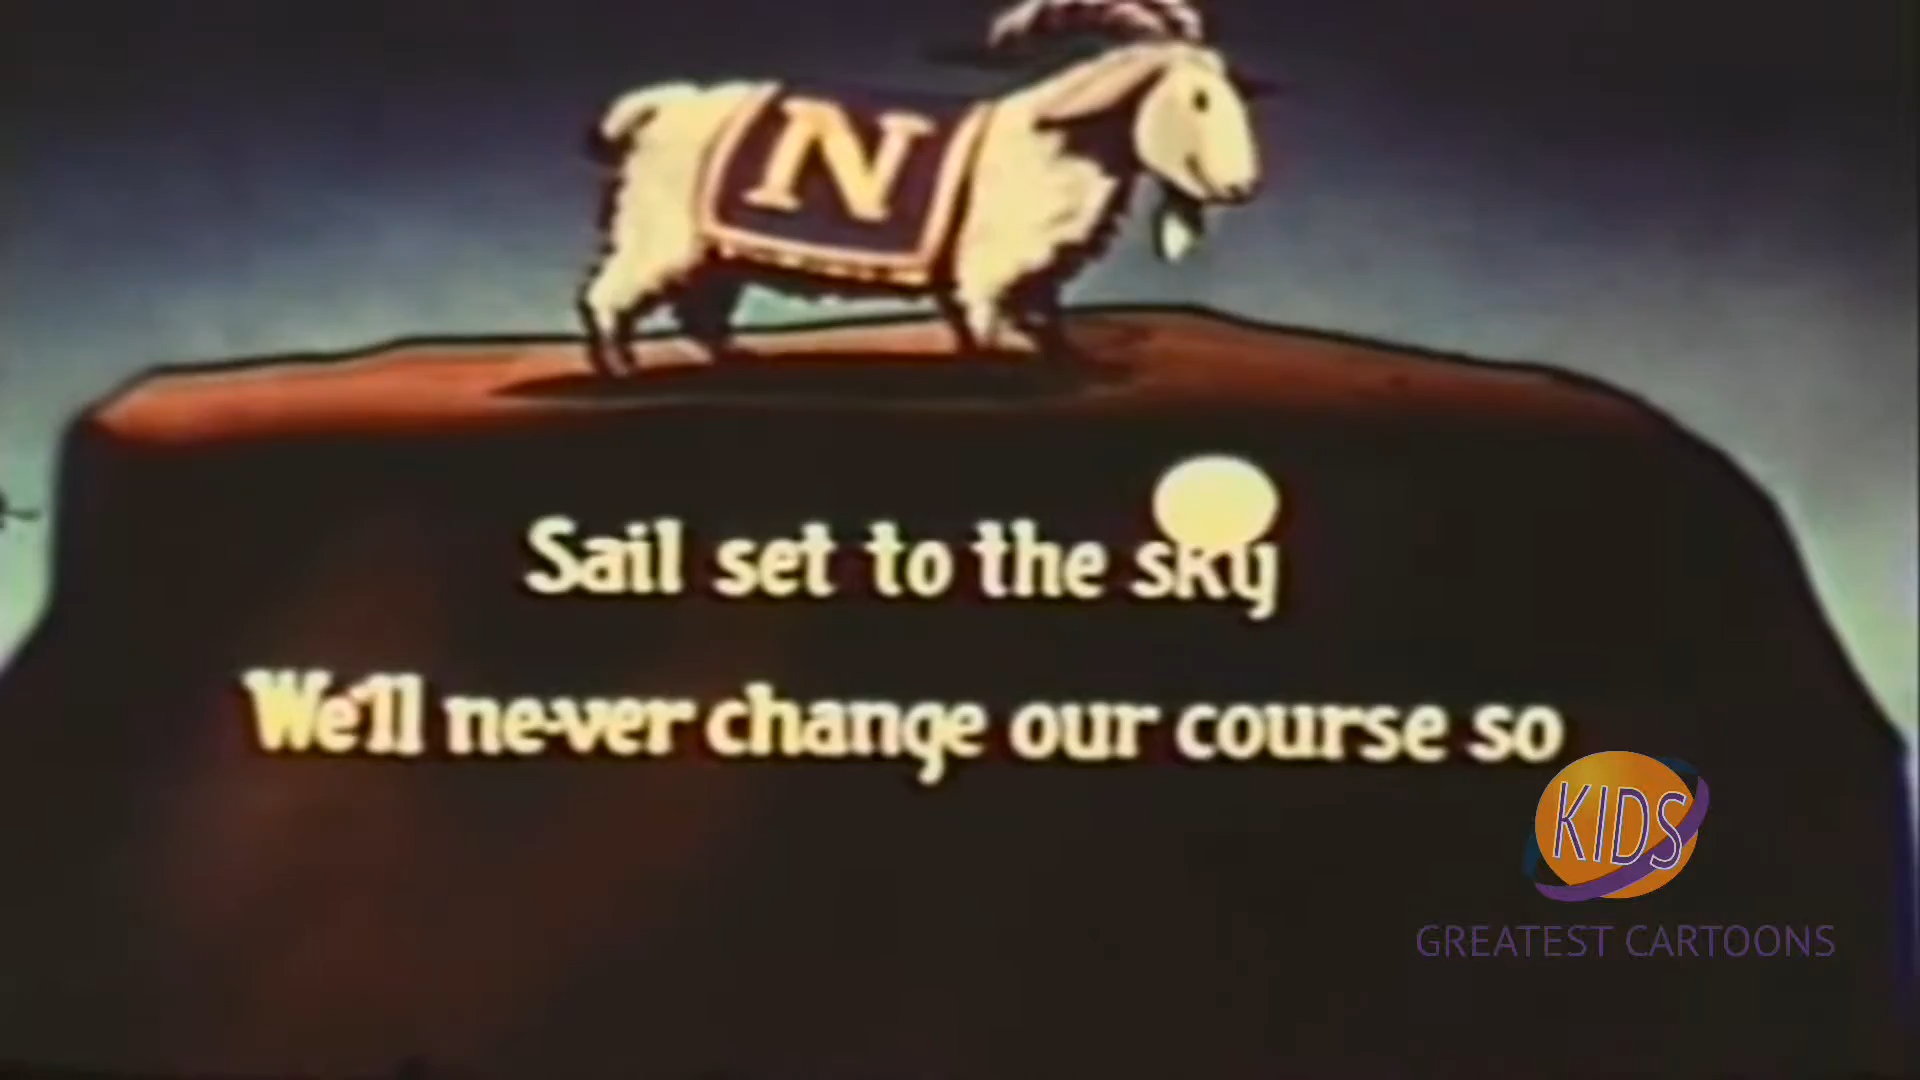 N
Sail set to the sky
We'll ne-ver change our course so
KIDS
GREATEST CARTOONS